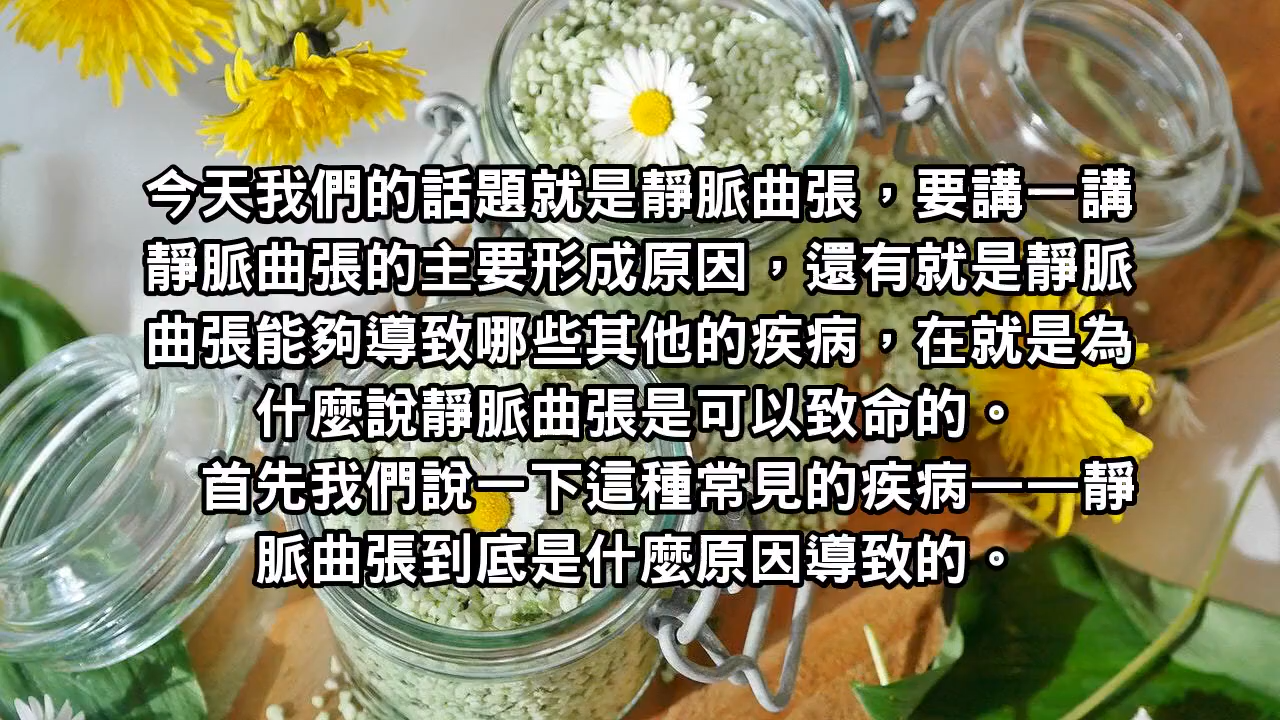 今天我們的話題就是靜脈曲張，要講一講
靜脈曲張的主要形成原因，還有就是靜脈
曲張能夠導致哪些其他的疾病，在就是為
什麼說靜脈曲張是可以致命的。
首先我們說一下這種常見的疾病——靜
脈曲張到底是什麼原因導致的。